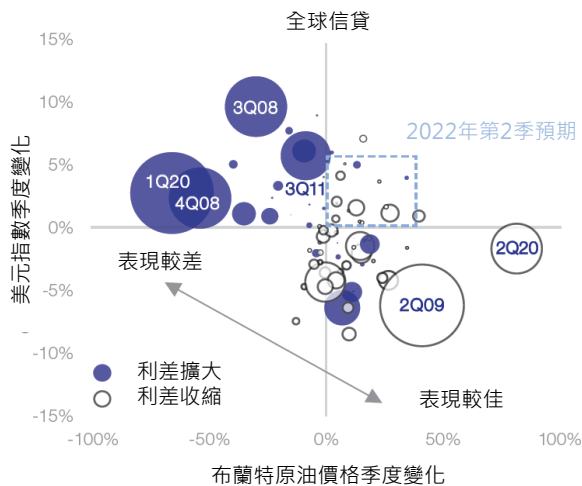 全球信貸
15%
10%
5%
0%
-5%
-10%
-15%
美元指數季度變化
3Q08
2022年第2季預期
3Q11
1Q20
4Q08
2Q20
表現較差
2Q09
利差擴大
利差收縮
表現較佳
-100%
-50%
0%
50%
100%
布蘭特原油價格季度變化